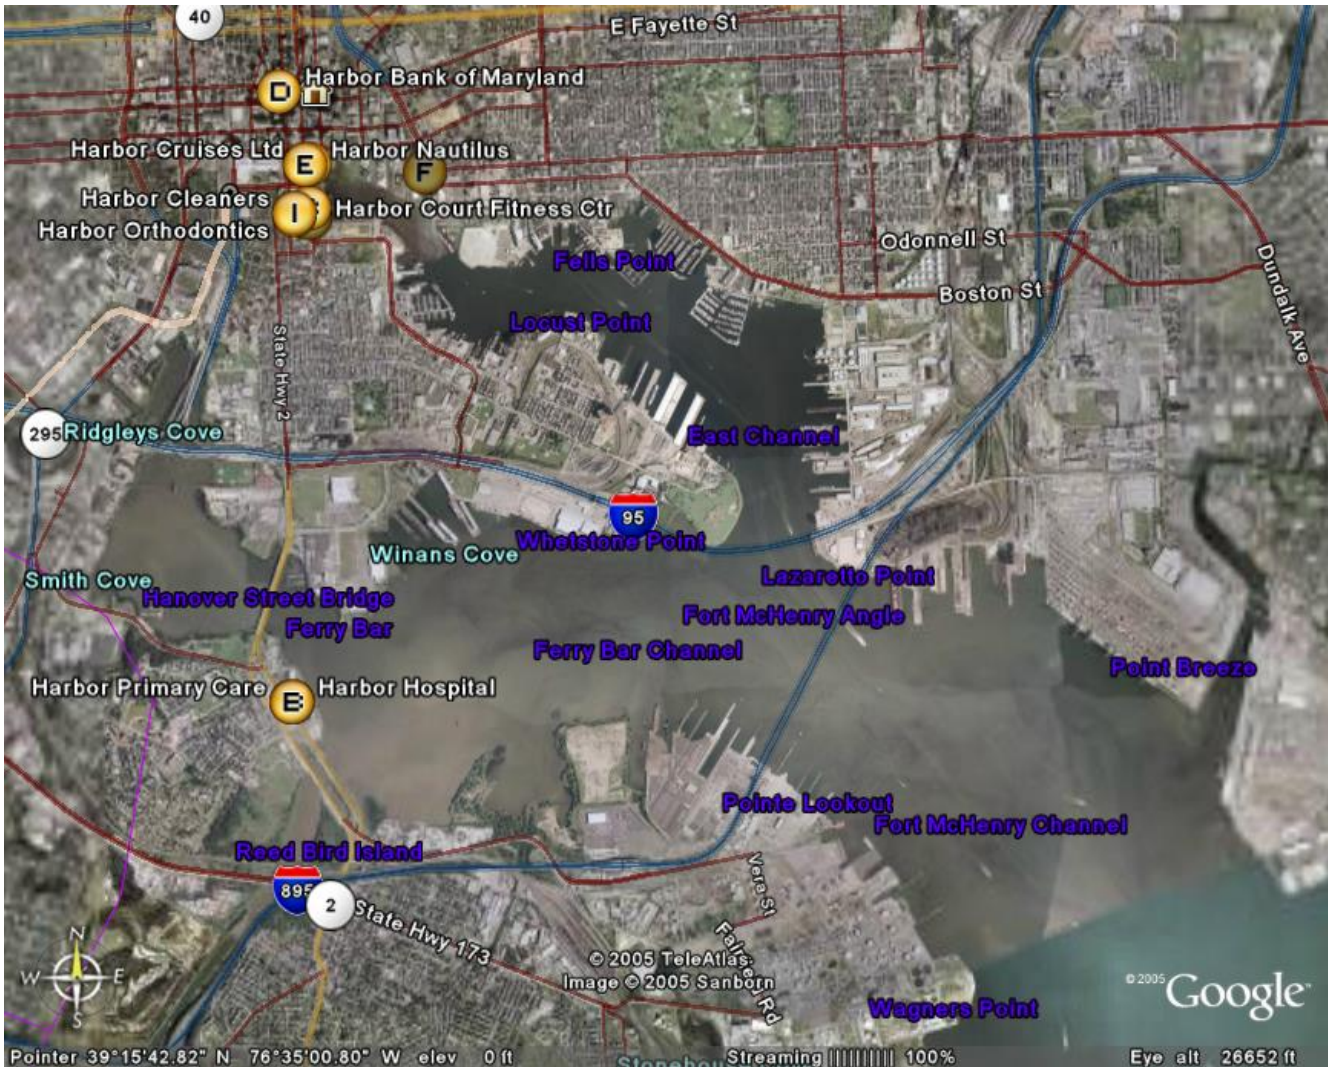 40
E Fayette St
D
Harbor Bank of Maryland
Harbor Cruises Ltd
E
Harbor Nautilus
F
Harbor Cleaners
I
Harbor Court Fitness Ctr
Harbor Orthodontics
Fells Point
Odonnell St
Boston St
Dundalk Ave
Locust Point
State Hwy 2
295
Ridgleys Cove
East Channel
95
Whetstone Point
Winans Cove
Lazaretto Point
Smith Cove
Hanover Street Bridge
Fort McHenry Angle
Ferry Bar
Ferry Bar Channel
Point Breeze
Harbor Primary Care
Harbor Hospital
Pointe Lookout
Fort McHenry Channel
Reed Bird Island
895
2
State Hwy 173
Vera St
N
W
E
S
© 2005 TeleAtlas
Image © 2005 Sanborn
© 2005 Google
Wagners Point
Pointer 39°15'42.82" N 76°35'00.80" W elev 0 ft
Streaming |||||||||| 100%
Eye alt 26652 ft